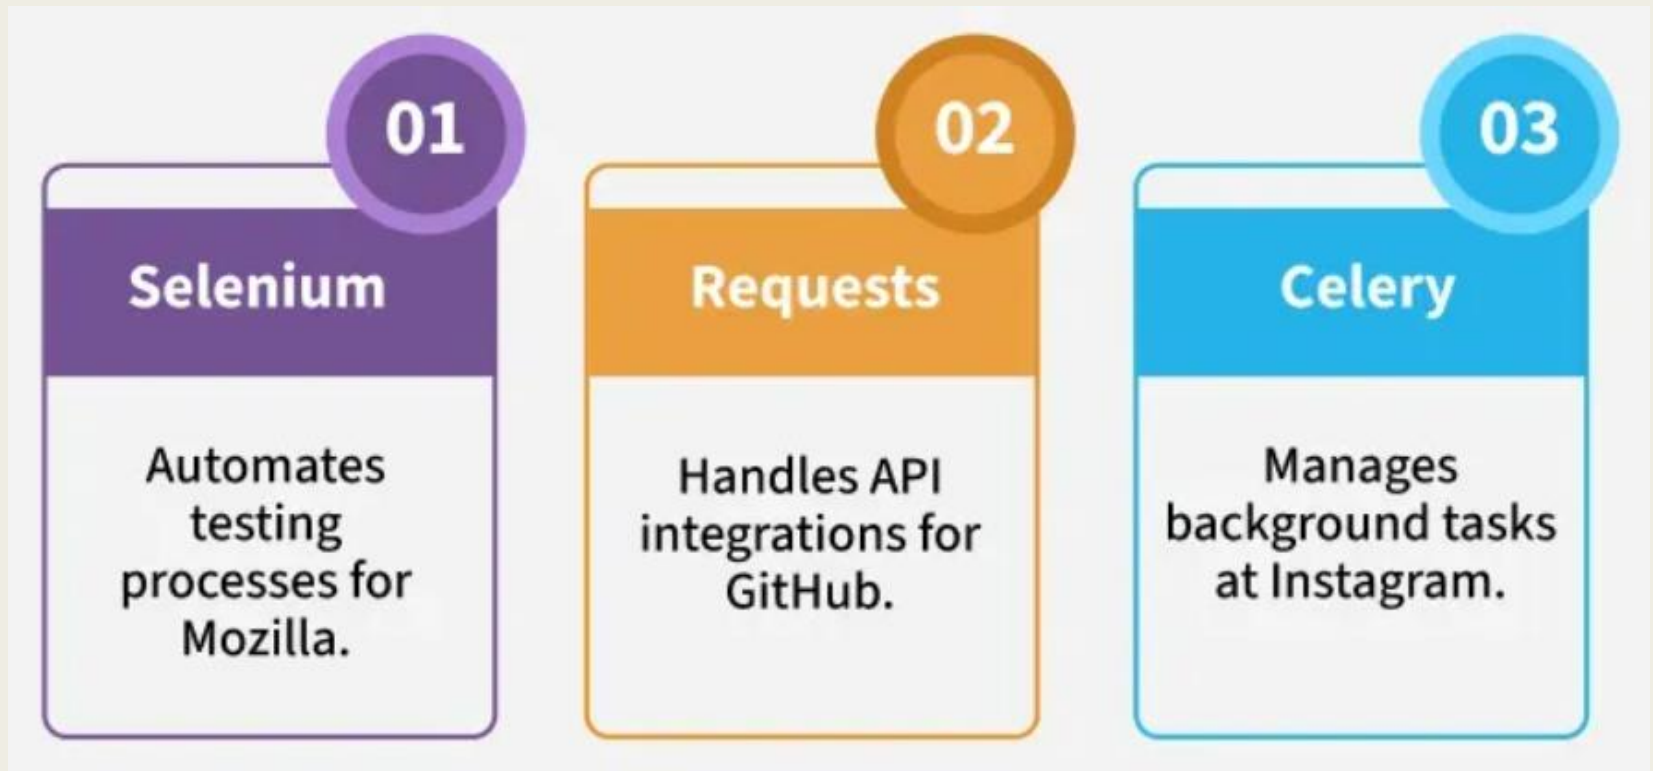 01
Selenium
Automates
testing
processes for
Mozilla.
02
Requests
Handles API
integrations for
GitHub.
03
Celery
Manages
background tasks
at Instagram.